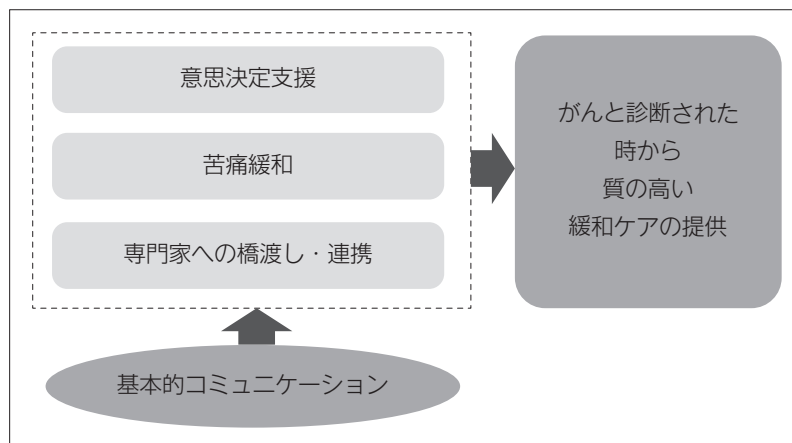 意思決定支援
苦痛緩和
専門家への橋渡し・連携
基本的コミュニケーション
がんと診断された
時から
質の高い
緩和ケアの提供